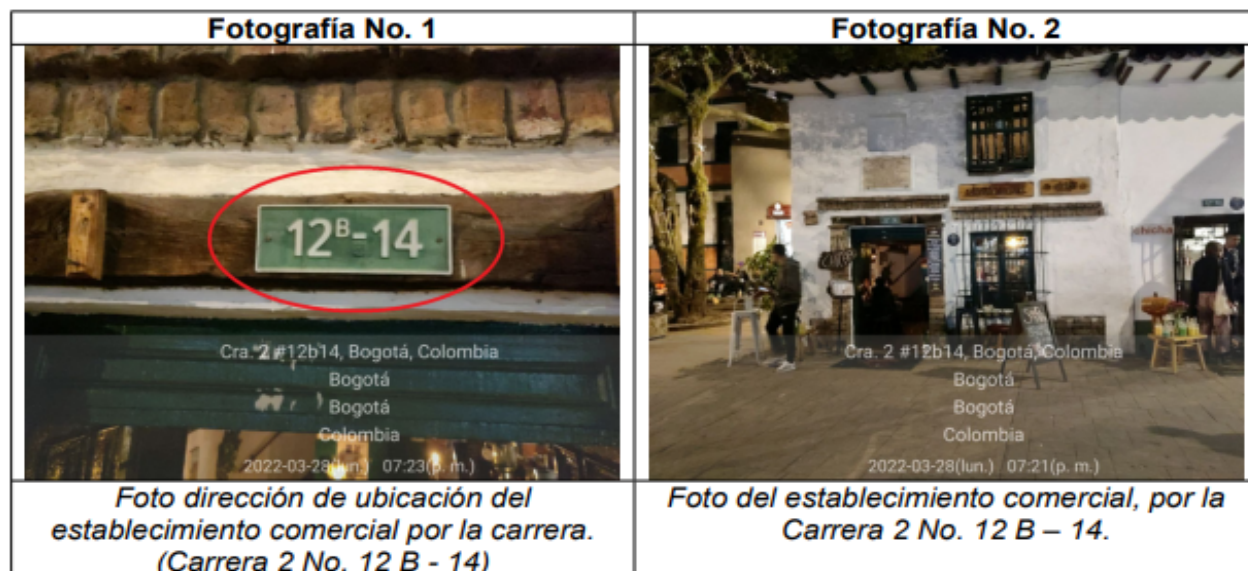 Fotografía No. 1
Fotografía No. 2
12B-14
Cra. 2 #12b14, Bogotá, Colombia
Bogotá
Bogotá
Colombia
2022-03-28(lun.) 07:23(p. m.)
chicha
Cra. 2 #12b14, Bogotá, Colombia
Bogotá
Bogotá
Colombia
2022-03-28(lun.) 07:21(p. m.)
Foto dirección de ubicación del
establecimiento comercial por la carrera.
(Carrera 2 No. 12 B - 14)
Foto del establecimiento comercial, por la
Carrera 2 No. 12 B – 14.